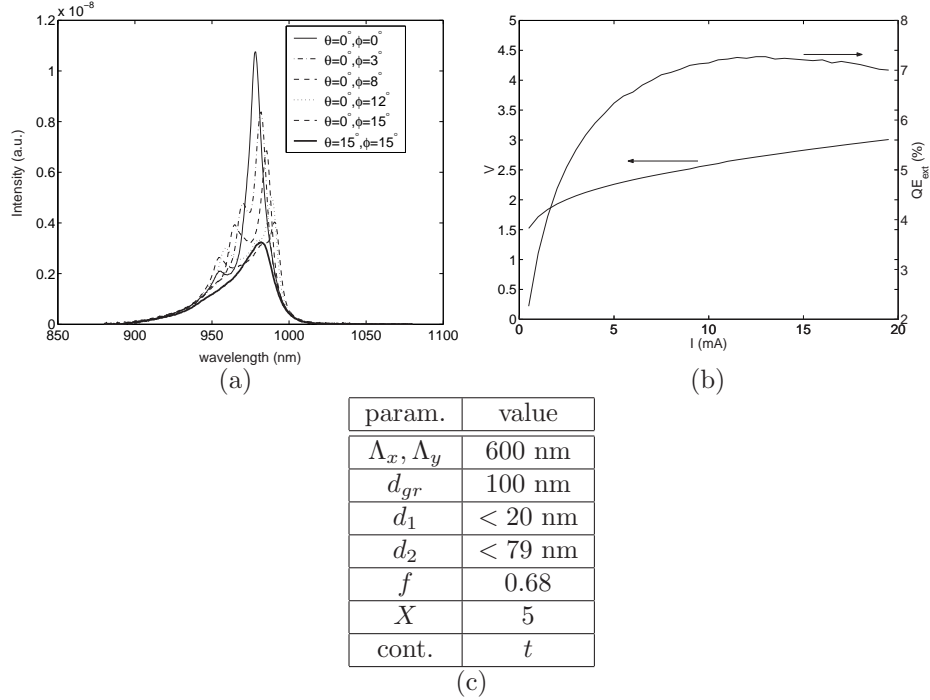 x 10⁻⁸
1.2
1
0.8
0.6
0.4
0.2
0
Intensity (a.u.)
850
900
950
1000
1050
1100
wavelength (nm)
θ=0°,ϕ=0°
θ=0°,ϕ=3°
θ=0°,ϕ=8°
θ=0°,ϕ=12°
θ=0°,ϕ=15°
θ=15°,ϕ=15°
(a)
5
4.5
4
3.5
3
2.5
2
1.5
1
0.5
0
V
0
5
10
15
20
I (mA)
8
7
6
5
4
3
2
QE_ext (%)
(b)
param. value
Λ_x, Λ_y 600 nm
d_gr 100 nm
d_1 < 20 nm
d_2 < 79 nm
f 0.68
X 5
cont. t
(c)